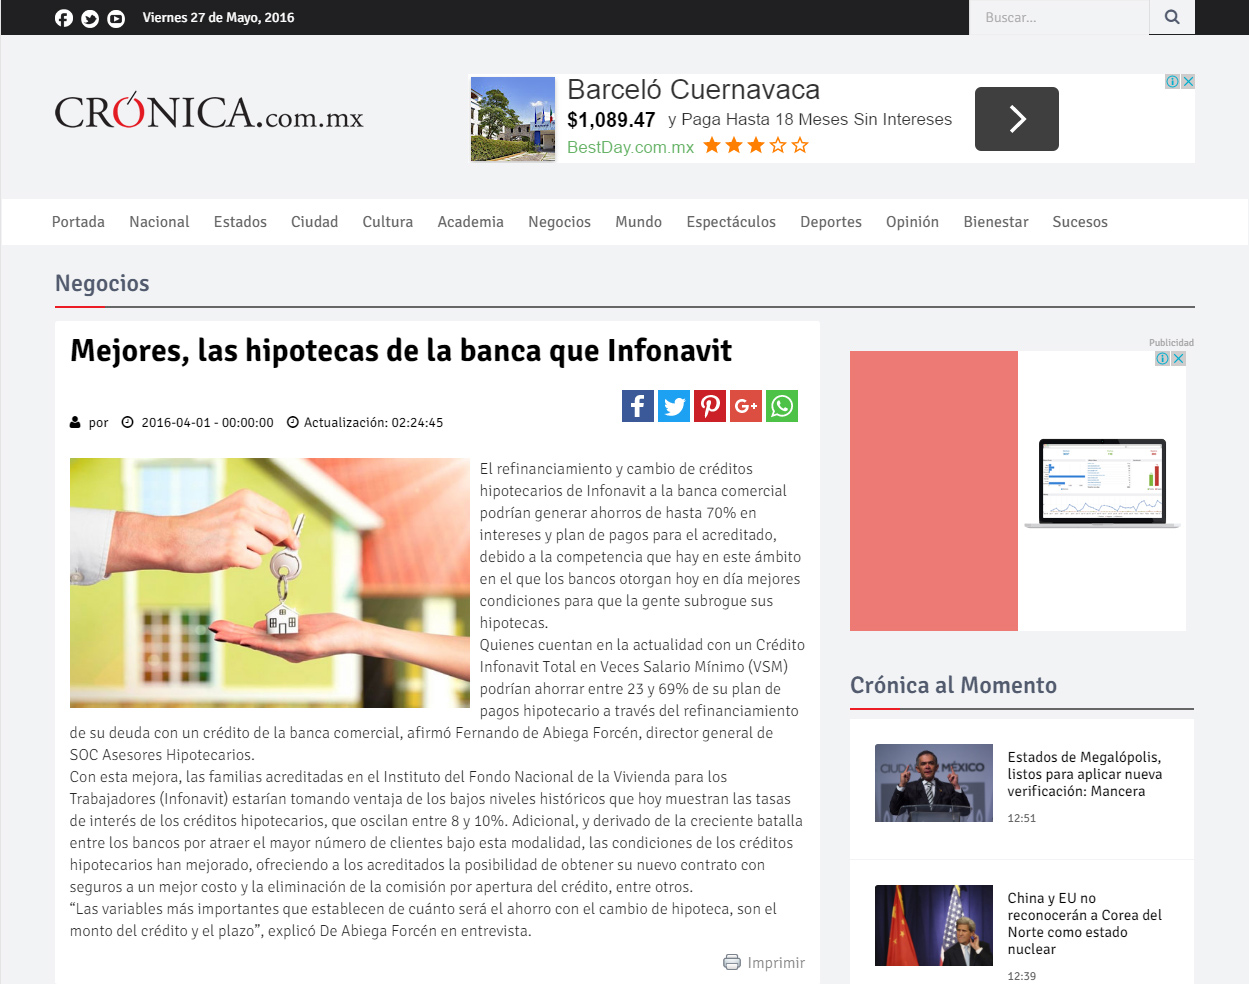 Viernes 27 de Mayo, 2016
Buscar...
CRÓNICA.com.mx
Barceló Cuernavaca
$1,089.47 y Paga Hasta 18 Meses Sin Intereses
BestDay.com.mx
Portada Nacional Estados Ciudad Cultura Academia Negocios Mundo Espectáculos Deportes Opinión Bienestar Sucesos
Negocios
Mejores, las hipotecas de la banca que Infonavit
por 2016-04-01 - 00:00:00 Actualización: 02:24:45
El refinanciamiento y cambio de créditos
hipotecarios de Infonavit a la banca comercial
podrían generar ahorros de hasta 70% en
intereses y plan de pagos para el acreditado,
debido a la competencia que hay en este ámbito
en el que los bancos otorgan hoy en día mejores
condiciones para que la gente subrogue sus
hipotecas.
Quienes cuentan en la actualidad con un Crédito
Infonavit Total en Veces Salario Mínimo (VSM)
podrían ahorrar entre 23 y 69% de su plan de
pagos hipotecario a través del refinanciamiento
de su deuda con un crédito de la banca comercial, afirmó Fernando de Abiega Forcén, director general de
SOC Asesores Hipotecarios.
Con esta mejora, las familias acreditadas en el Instituto del Fondo Nacional de la Vivienda para los
Trabajadores (Infonavit) estarían tomando ventaja de los bajos niveles históricos que hoy muestran las tasas
de interés de los créditos hipotecarios, que oscilan entre 8 y 10%. Adicional, y derivado de la creciente batalla
entre los bancos por atraer el mayor número de clientes bajo esta modalidad, las condiciones de los créditos
hipotecarios han mejorado, ofreciendo a los acreditados la posibilidad de obtener su nuevo contrato con
seguros a un mejor costo y la eliminación de la comisión por apertura del crédito, entre otros.
“Las variables más importantes que establecen de cuánto será el ahorro con el cambio de hipoteca, son el
monto del crédito y el plazo”, explicó De Abiega Forcén en entrevista.
Imprimir
Publicidad
Crónica al Momento
CIUDAD MÉXICO
Estados de Megalópolis,
listos para aplicar nueva
verificación: Mancera
12:51
China y EU no
reconocerán a Corea del
Norte como estado
nuclear
12:39